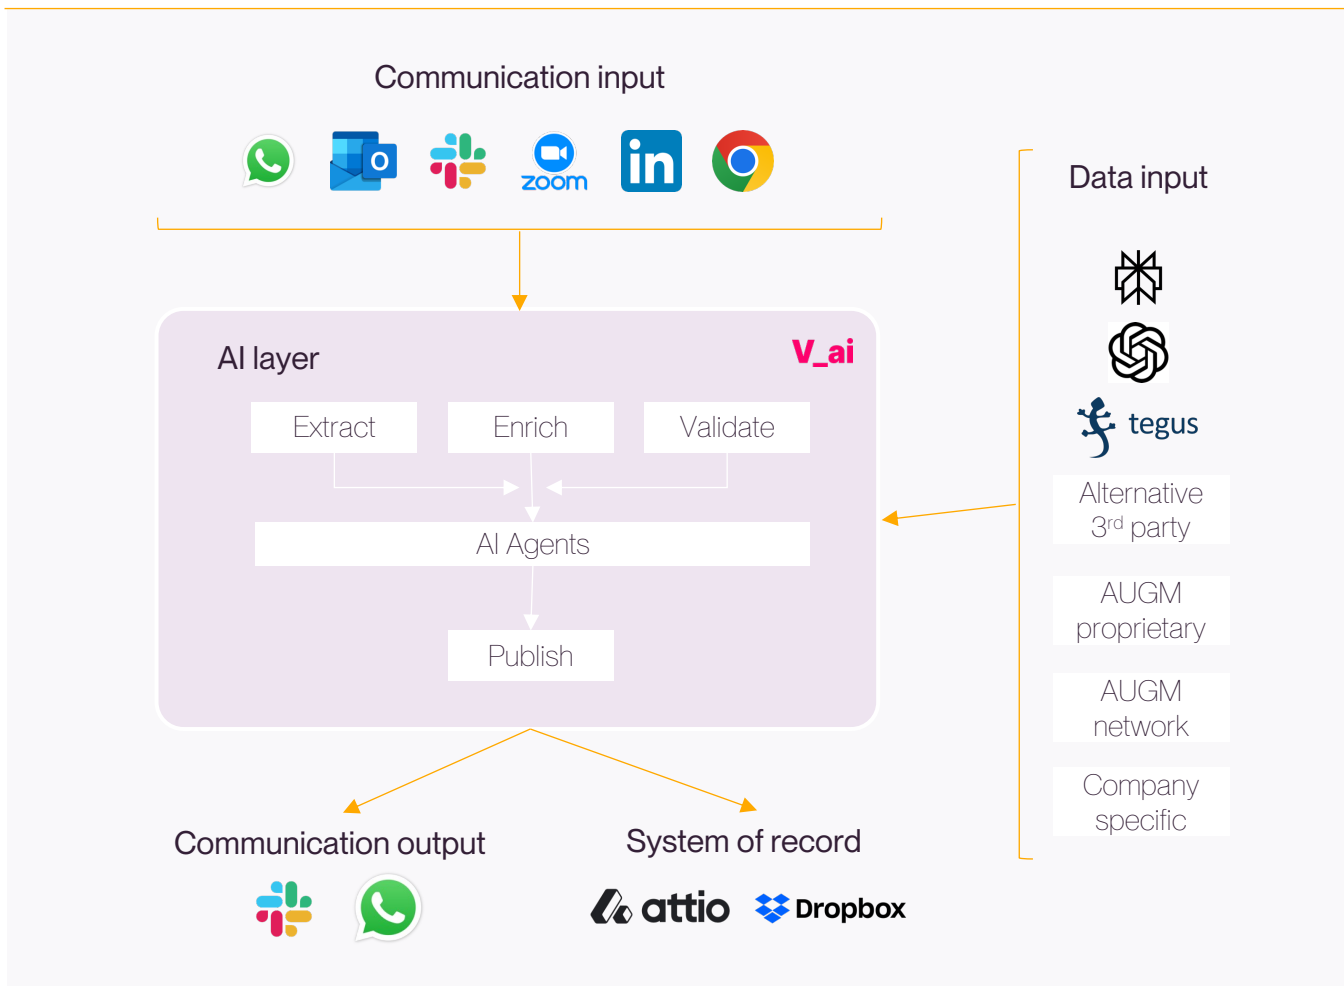 Communication input
O
zoom
in
Data input
AI layer
V_ai
Extract
Enrich
Validate
AI Agents
Publish
tegus
Alternative
3rd party
AUGM
proprietary
AUGM
network
Company
specific
Communication output
System of record
attio
Dropbox